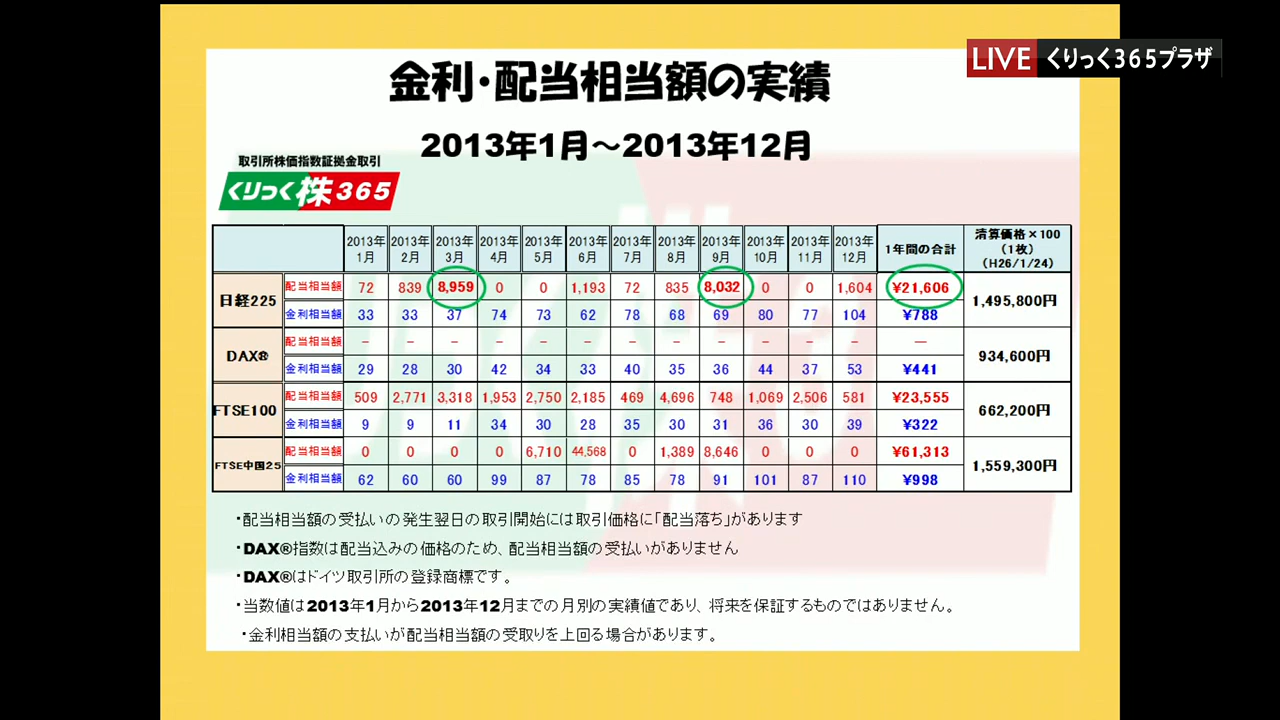 LIVE くりっく365プラザ
金利・配当相当額の実績
2013年1月～2013年12月
取引所株価指数証拠金取引
くりっく株365
2013年1月 2013年2月 2013年3月 2013年4月 2013年5月 2013年6月 2013年7月 2013年8月 2013年9月 2013年10月 2013年11月 2013年12月 1年間の合計 清算価格×100（1枚）（H26/1/24）
日経225 配当相当額 72 839 8,959 0 0 1,193 72 835 8,032 0 0 1,604 ¥21,606 1,495,800円
金利相当額 33 33 37 74 73 62 78 68 69 80 77 104 ¥788
DAX® 配当相当額 － － － － － － － － － － － － — 934,600円
金利相当額 29 28 30 42 34 33 40 35 36 44 37 53 ¥441
FTSE100 配当相当額 509 2,771 3,318 1,953 2,750 2,185 469 4,696 748 1,069 2,506 581 ¥23,555 662,200円
金利相当額 9 9 11 34 30 28 35 30 31 36 30 39 ¥322
FTSE中国25 配当相当額 0 0 0 0 6,710 44,568 0 1,389 8,646 0 0 0 ¥61,313 1,559,300円
金利相当額 62 60 60 99 87 78 85 78 91 101 87 110 ¥998
・配当相当額の受払いの発生翌日の取引開始には取引価格に「配当落ち」があります
・DAX®指数は配当込みの価格のため、配当相当額の受払いがありません
・DAX®はドイツ取引所の登録商標です。
・当数値は2013年1月から2013年12月までの月別の実績値であり、将来を保証するものではありません。
・金利相当額の支払いが配当相当額の受取りを上回る場合があります。